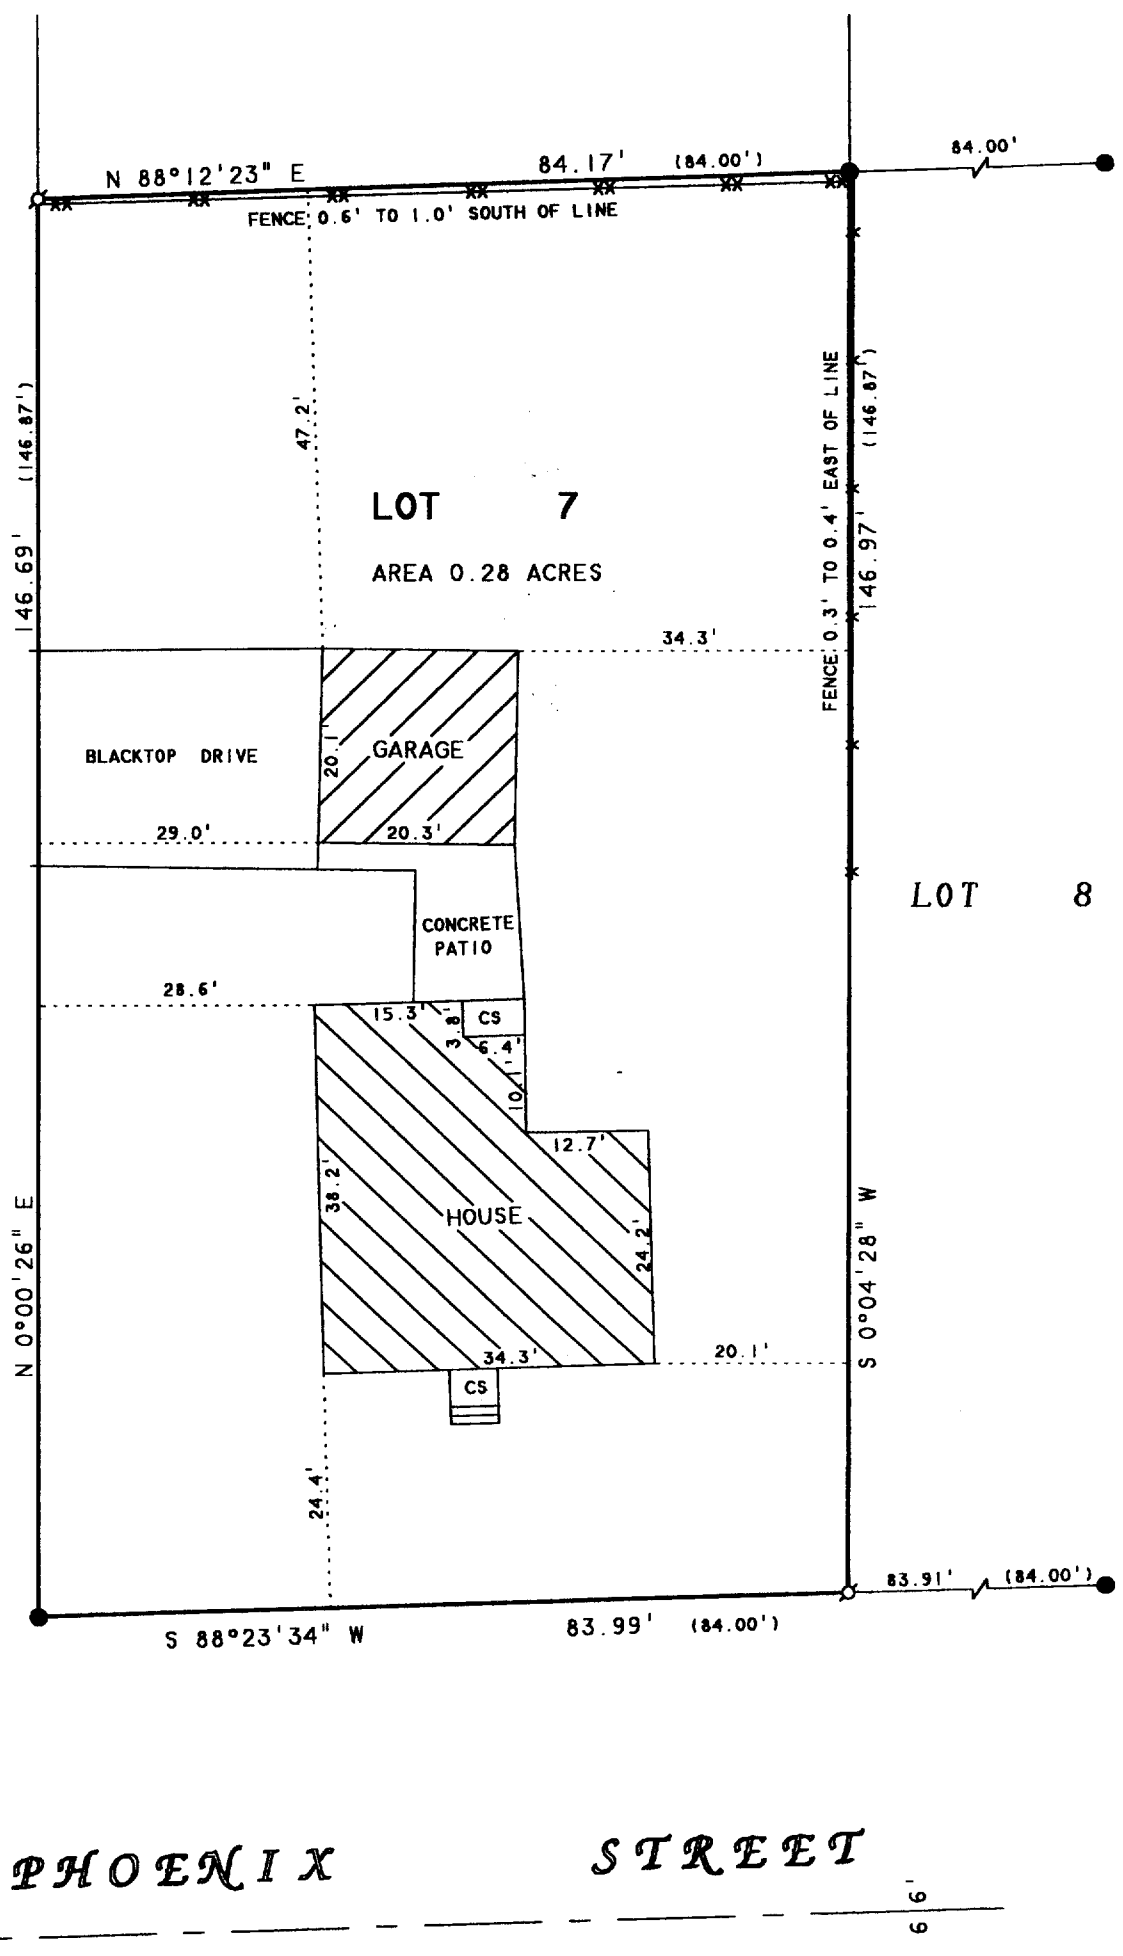 84.00'
N 88°12'23" E 84.17' (84.00')
FENCE 0.6' TO 1.0' SOUTH OF LINE
(146.87')
146.69'
N 0°00'26" E
47.2'
FENCE 0.3' TO 0.4' EAST OF LINE
(146.87')
146.97'
S 0°04'28" W
LOT 7
AREA 0.28 ACRES
34.3'
BLACKTOP DRIVE
20.1'
GARAGE
29.0'
20.3'
LOT 8
CONCRETE
PATIO
28.6'
15.3'
3.8'
CS
6.4'
10.1'
12.7'
38.2'
HOUSE
24.2'
34.3'
20.1'
CS
24.4'
83.91' (84.00')
S 88°23'34" W 83.99' (84.00')
PHOENIX STREET
66'